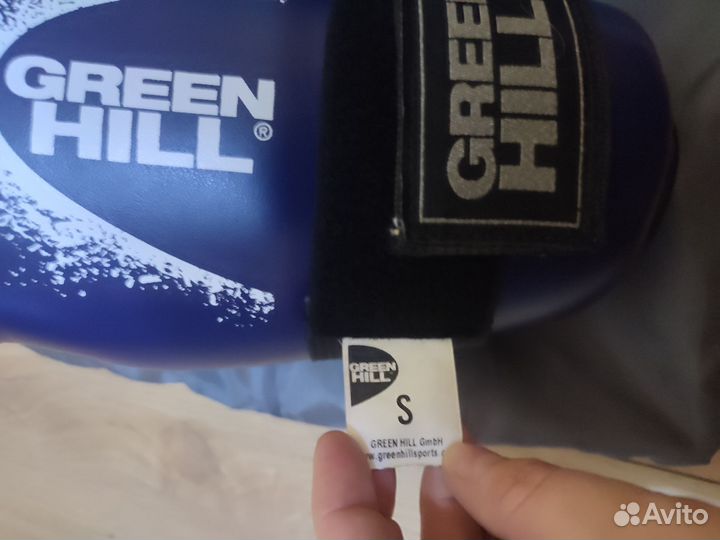 GREEN
HILL®
GREEN
HILL
GREEN
HILL
S
GREEN HILL GmbH
www.greenhillsports.
Avito